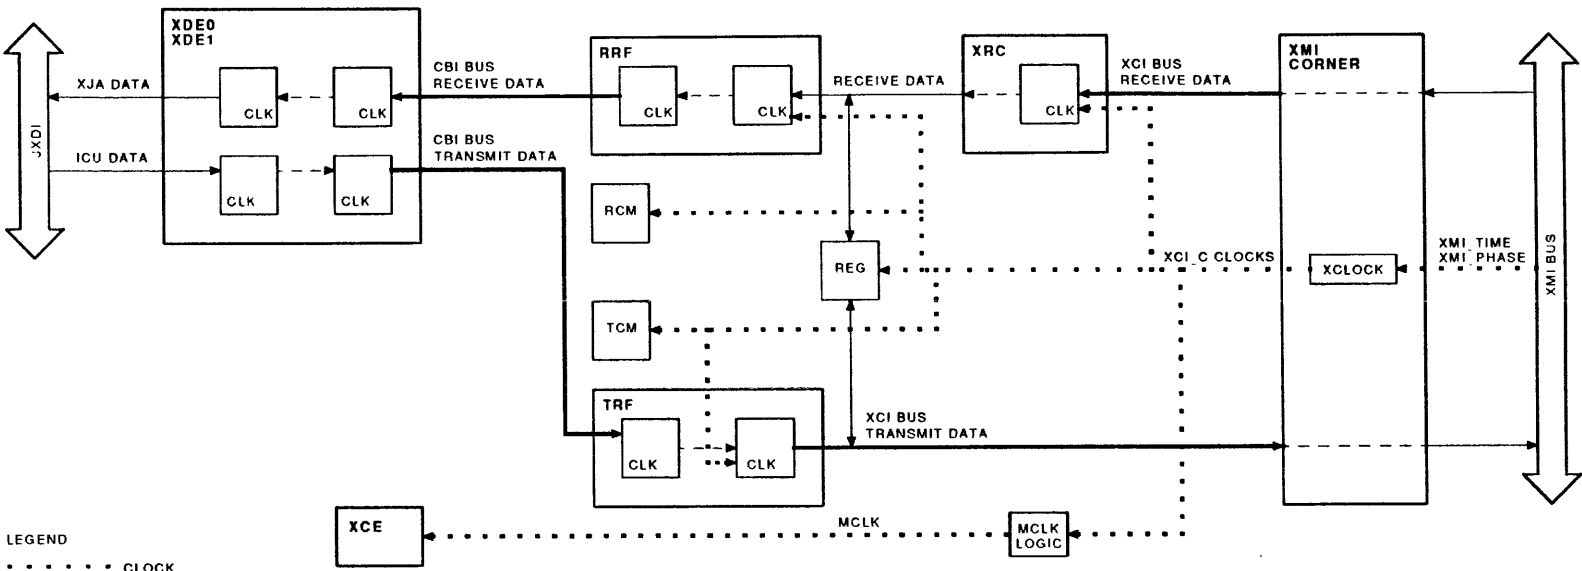 XDE0
XDE1
XJA DATA
CLK
CLK
CBI BUS
RECEIVE DATA
RRF
CLK
CLK
RECEIVE DATA
XRC
CLK
XCI BUS
RECEIVE DATA
XMI
CORNER
JXDI
ICU DATA
CLK
CLK
CBI BUS
TRANSMIT DATA
RCM
REG
XCI_C CLOCKS
XCLOCK
XMI_TIME
XMI_PHASE
XMI BUS
TCM
TRF
CLK
CLK
XCI BUS
TRANSMIT DATA
XCE
MCLK
MCLK
LOGIC
LEGEND
CLOCK